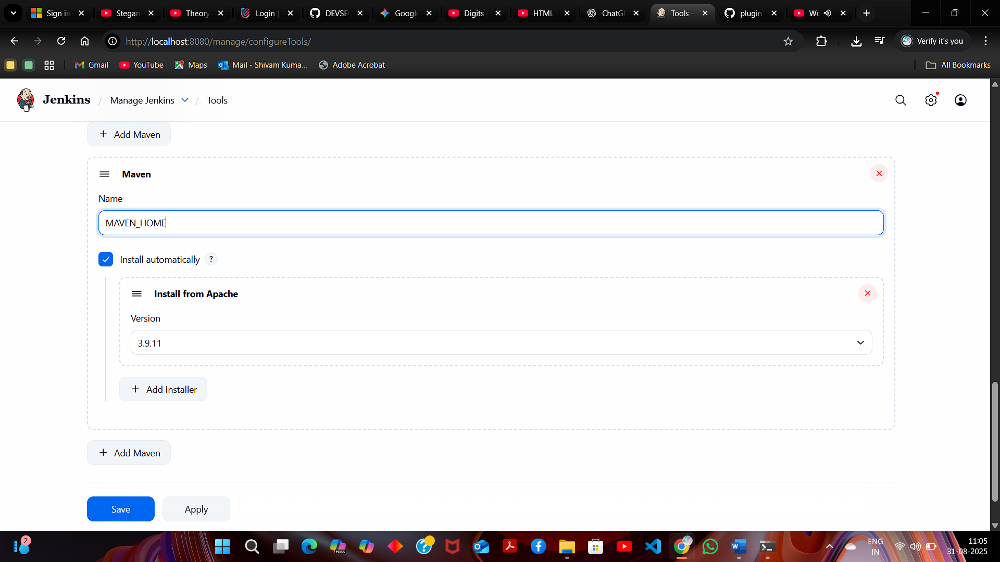 Sign in
Stegan
Theory
Login |
DEVSE
Google
Digits
HTML
ChatG
Tools -
plugin
Wu
http://localhost:8080/manage/configureTools/
Verify it's you
Gmail
YouTube
Maps
Mail - Shivam Kuma...
Adobe Acrobat
All Bookmarks
Jenkins / Manage Jenkins / Tools
+ Add Maven
Maven
Name
MAVEN_HOME
Install automatically ?
Install from Apache
Version
3.9.11
+ Add Installer
+ Add Maven
Save
Apply
2
M365
ENG
IN
11:05
31-08-2025